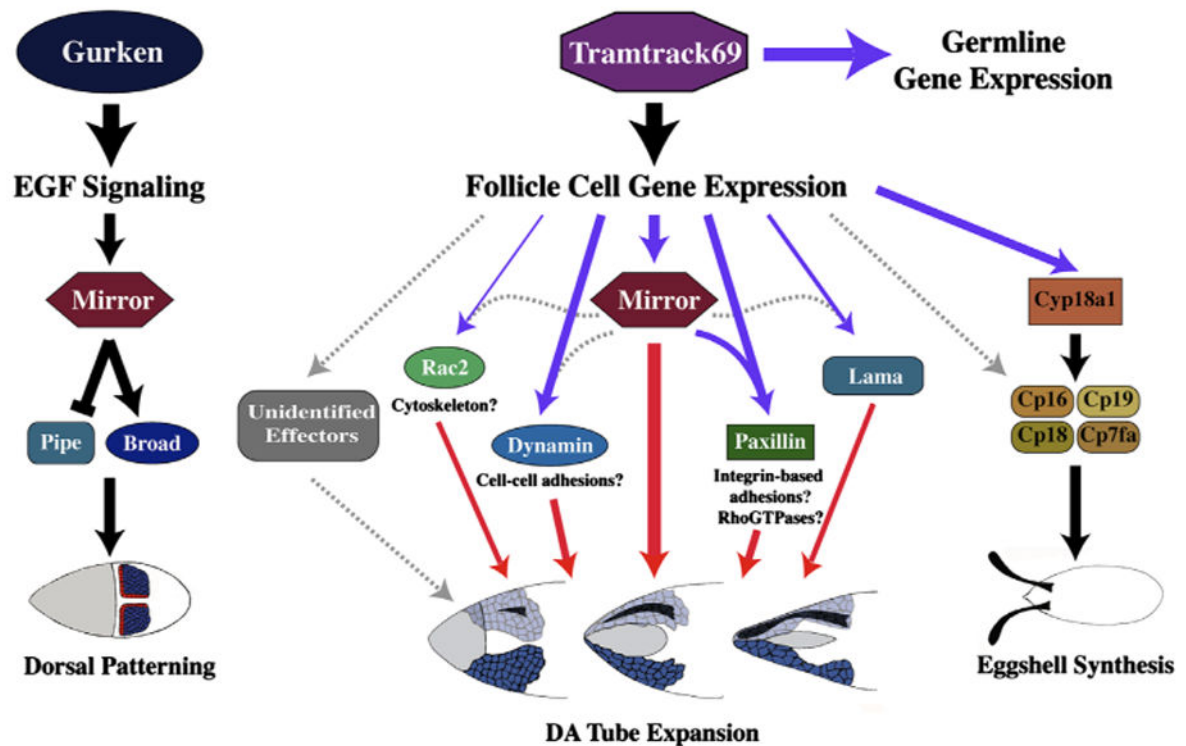 Gurken
Tramtrack69
Germline
Gene Expression
EGF Signaling
Follicle Cell Gene Expression
Mirror
Mirror
Cyp18a1
Rac2
Cytoskeleton?
Lama
Unidentified
Effectors
Cp16
Cp19
Pipe
Broad
Dynamin
Cell-cell adhesions?
Paxillin
Integrin-based
adhesions?
RhoGTPases?
Cp18
Cp7fa
Dorsal Patterning
DA Tube Expansion
Eggshell Synthesis